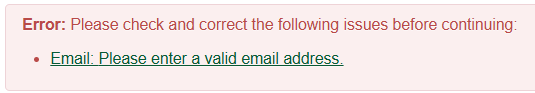 Error: Please check and correct the following issues before continuing:
Email: Please enter a valid email address.